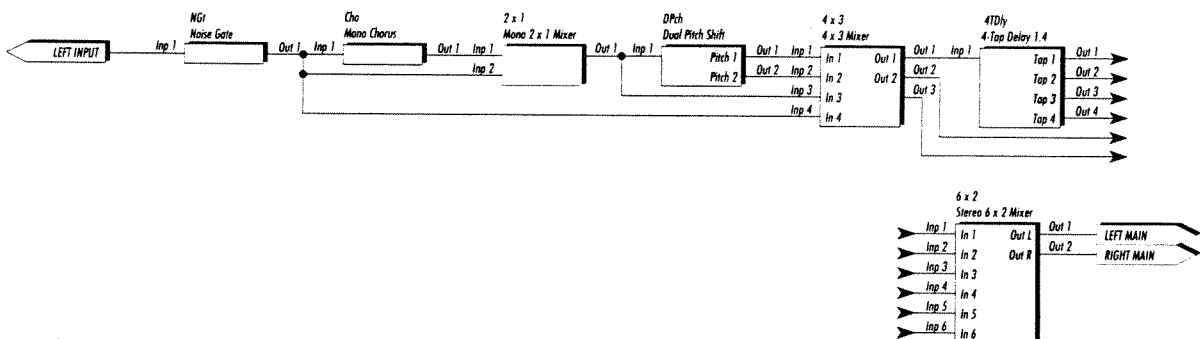 NGt
Noise Gate
Cho
Mono Chorus
2 x 1
Mono 2 x 1 Mixer
DPch
Dual Pitch Shift
4 x 3
4 x 3 Mixer
4TDly
4-Tap Delay 1.4
LEFT INPUT
Inp 1
Out 1
Inp 1
Out 1
Inp 1
Inp 2
Out 1
Inp 1
Pitch 1
Pitch 2
Out 1
Out 2
Inp 1
Inp 2
Inp 3
Inp 4
In 1
In 2
In 3
In 4
Out 1
Out 2
Out 1
Out 2
Out 3
Inp 1
Tap 1
Tap 2
Tap 3
Tap 4
Out 1
Out 2
Out 3
Out 4
6 x 2
Stereo 6 x 2 Mixer
Inp 1
Inp 2
Inp 3
Inp 4
Inp 5
Inp 6
In 1
In 2
In 3
In 4
In 5
In 6
Out L
Out R
Out 1
Out 2
LEFT MAIN
RIGHT MAIN